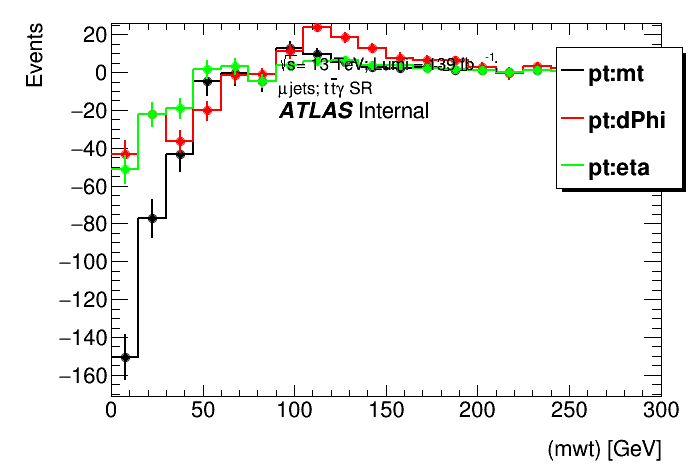 Events
20
0
−20
−40
−60
−80
−100
−120
−140
−160
√s = 13 TeV; Lumi = 139 fb⁻¹.
μ jets; tt̄γ SR
ATLAS Internal
pt:mt
pt:dPhi
pt:eta
0 50 100 150 200 250 300
(mwt) [GeV]